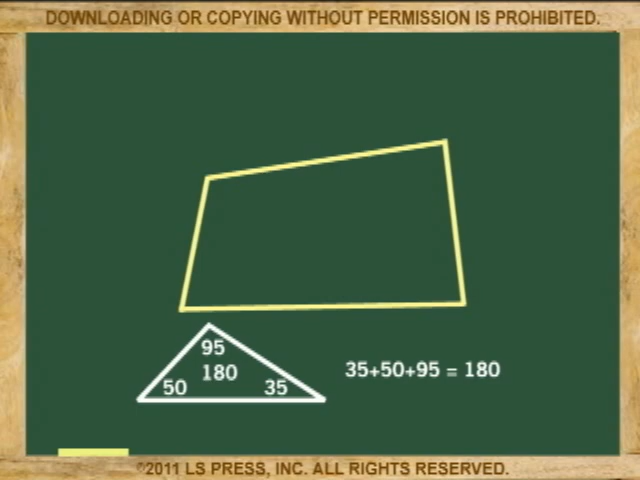 DOWNLOADING OR COPYING WITHOUT PERMISSION IS PROHIBITED.
95
180
50 35
35+50+95 = 180
©2011 LS PRESS, INC. ALL RIGHTS RESERVED.